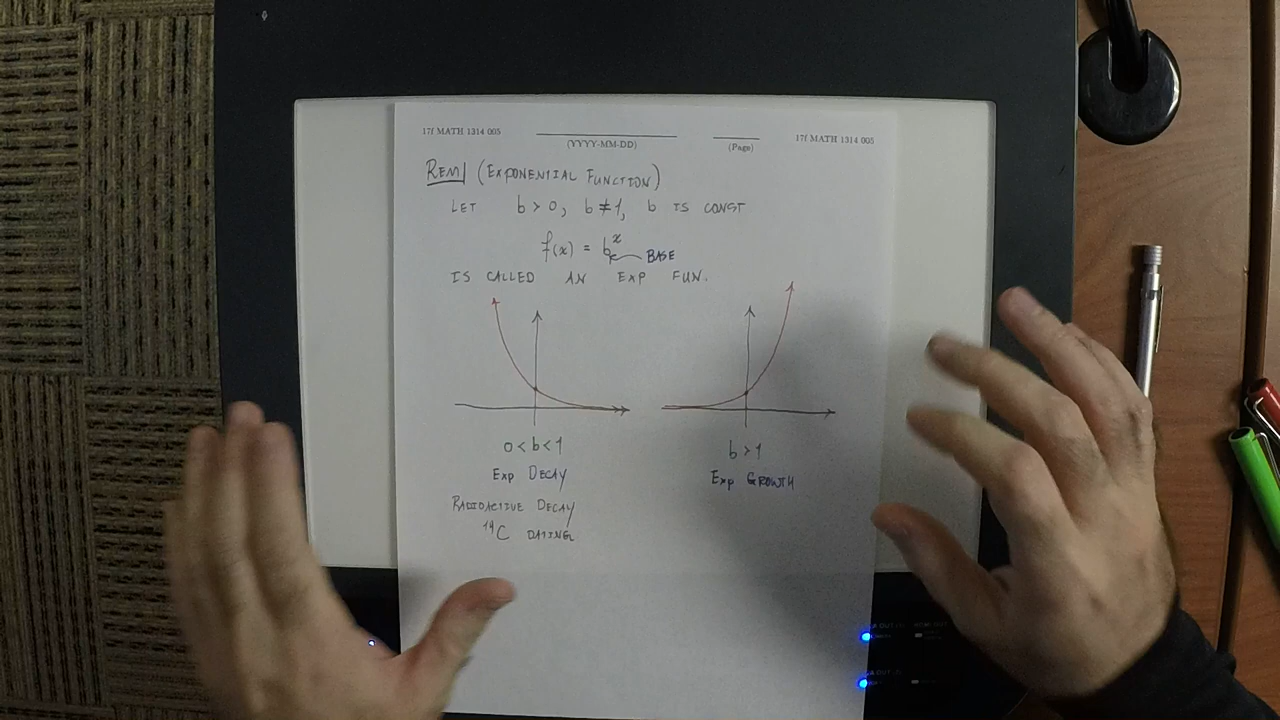 17f MATH 1314 005
(YYYY-MM-DD)
(Page)
17f MATH 1314 005
REM (EXPONENTIAL FUNCTION)
LET b > 0, b ≠ 1, b IS CONST
f(x) = b^x BASE
IS CALLED AN EXP FUN.
0 < b < 1
b > 1
EXP DECAY
EXP GROWTH
RADIOACTIVE DECAY
¹⁴C DATING